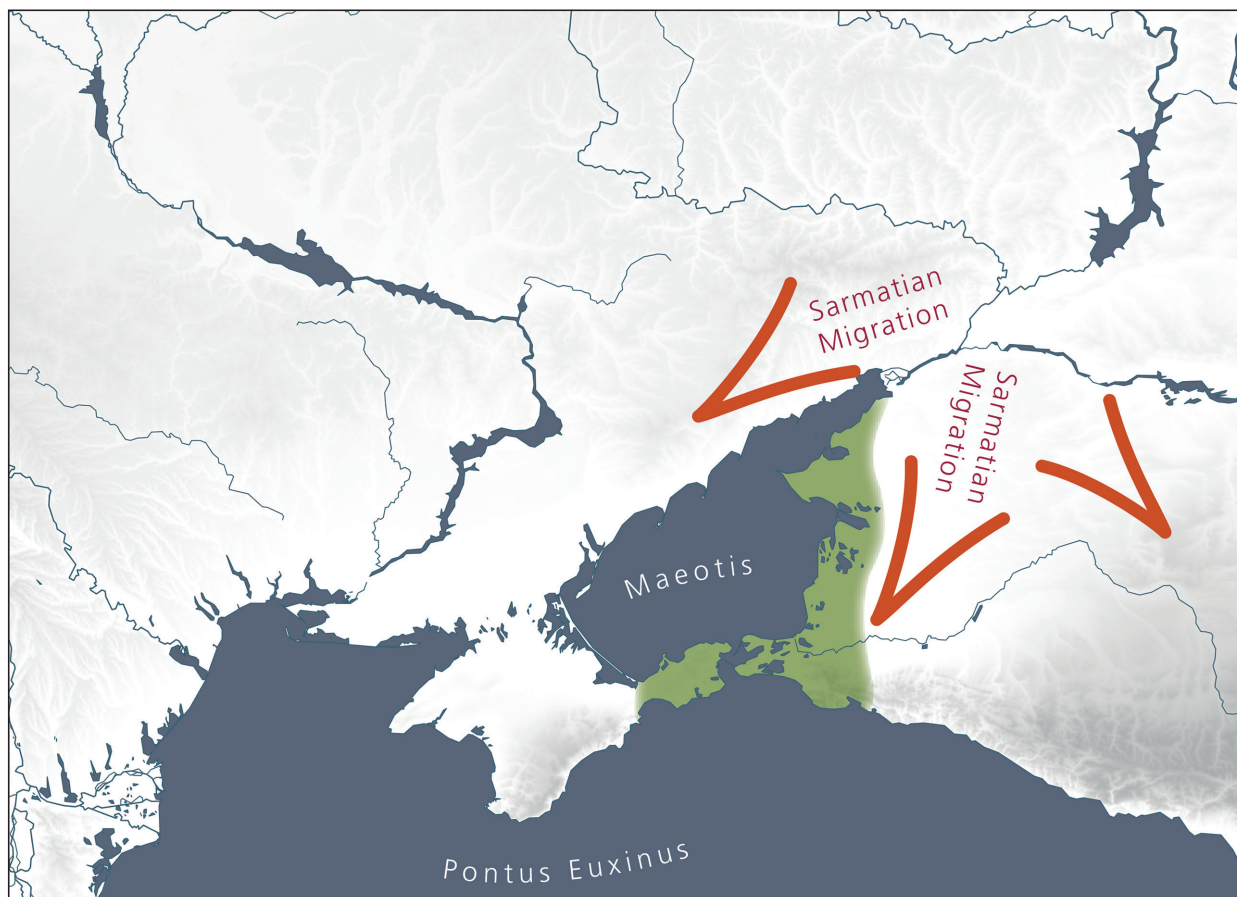 Sarmatian
Migration
Sarmatian
Migration
Maeotis
Pontus Euxinus